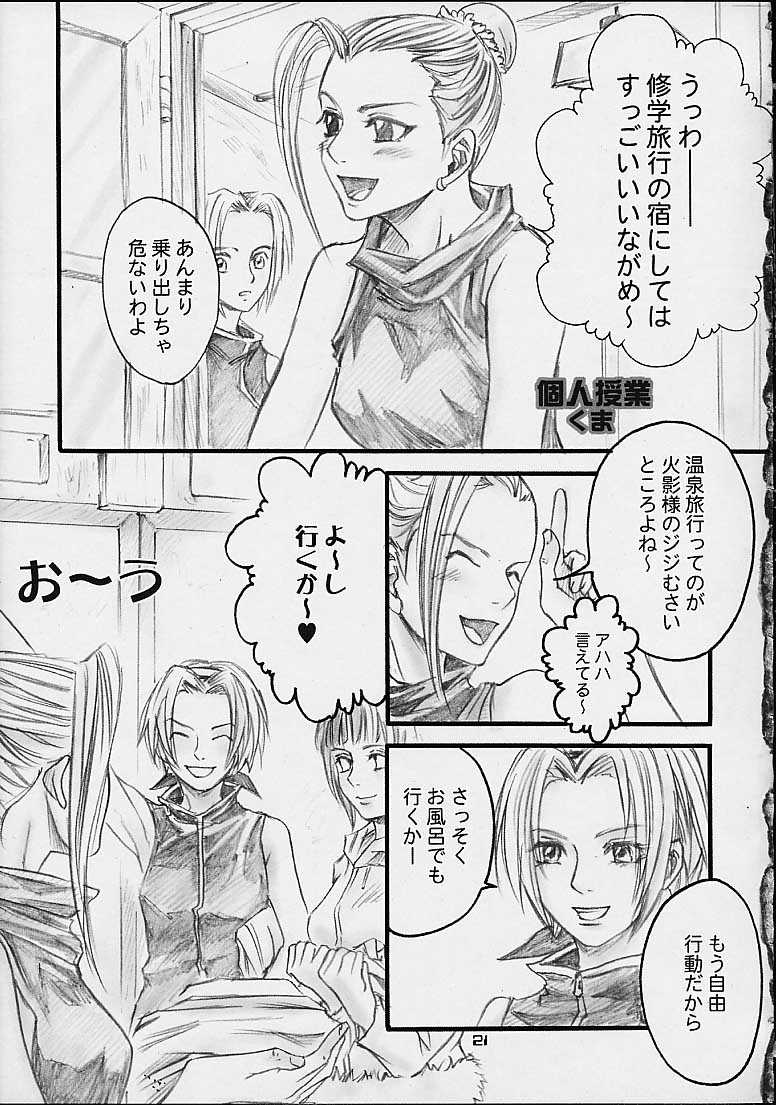 うっわ――
修学旅行の宿にしては
すっごいいいながめ～
あんまり
乗り出しちゃ
危ないわよ
個人授業
くま
温泉旅行ってのが
火影様のジジむさい
ところよね～
アハハ
言えてる～
もう自由
行動だから
さっそく
お風呂でも
行くかー
よ～し
行くか～♥
お～う
21